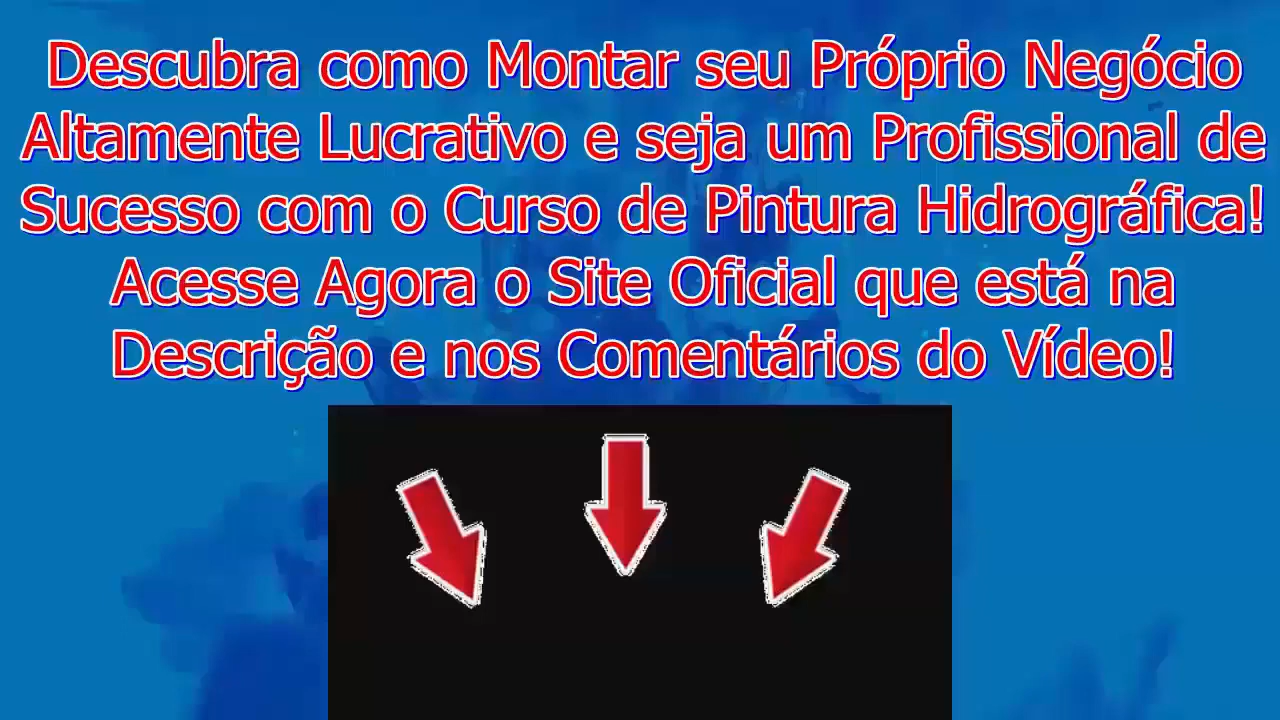 Descubra como Montar seu Próprio Negócio
Altamente Lucrativo e seja um Profissional de
Sucesso com o Curso de Pintura Hidrográfica!
Acesse Agora o Site Oficial que está na
Descrição e nos Comentários do Vídeo!